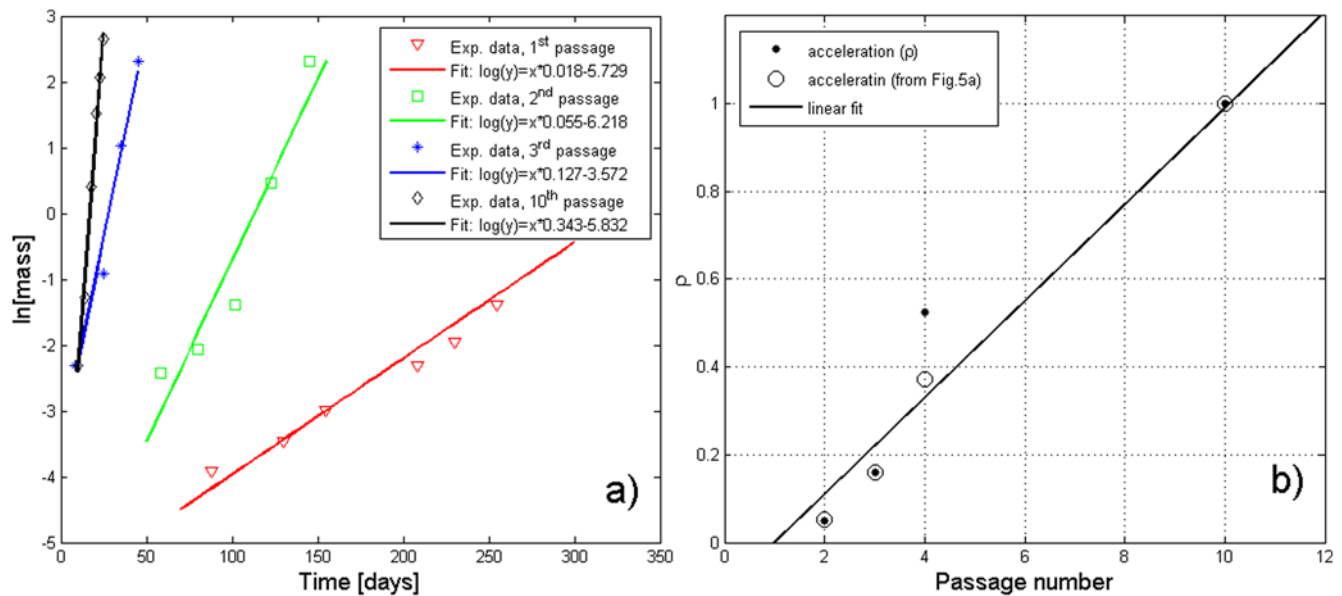 3
2
1
0
-1
-2
-3
-4
-5
ln[mass]
0
50
100
150
200
250
300
350
Time [days]
Exp. data, 1st passage
Fit: log(y)=x*0.018-5.729
Exp. data, 2nd passage
Fit: log(y)=x*0.055-6.218
Exp. data, 3rd passage
Fit: log(y)=x*0.127-3.572
Exp. data, 10th passage
Fit: log(y)=x*0.343-5.832
a)
1
0.8
0.6
0.4
0.2
0
ρ
0
2
4
6
8
10
12
Passage number
acceleration (ρ)
acceleratin (from Fig.5a)
linear fit
b)